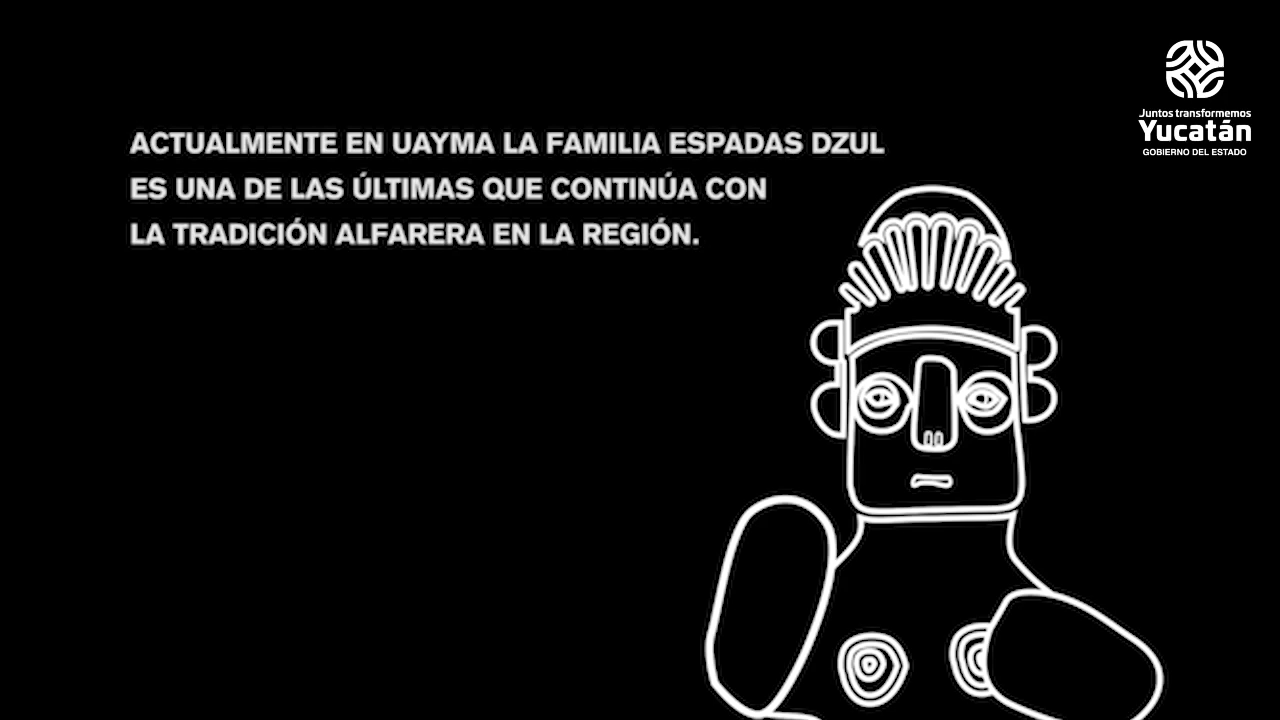 ACTUALMENTE EN UAYMA LA FAMILIA ESPADAS DZUL
ES UNA DE LAS ÚLTIMAS QUE CONTINÚA CON
LA TRADICIÓN ALFARERA EN LA REGIÓN.
Juntos transformemos
Yucatán
GOBIERNO DEL ESTADO